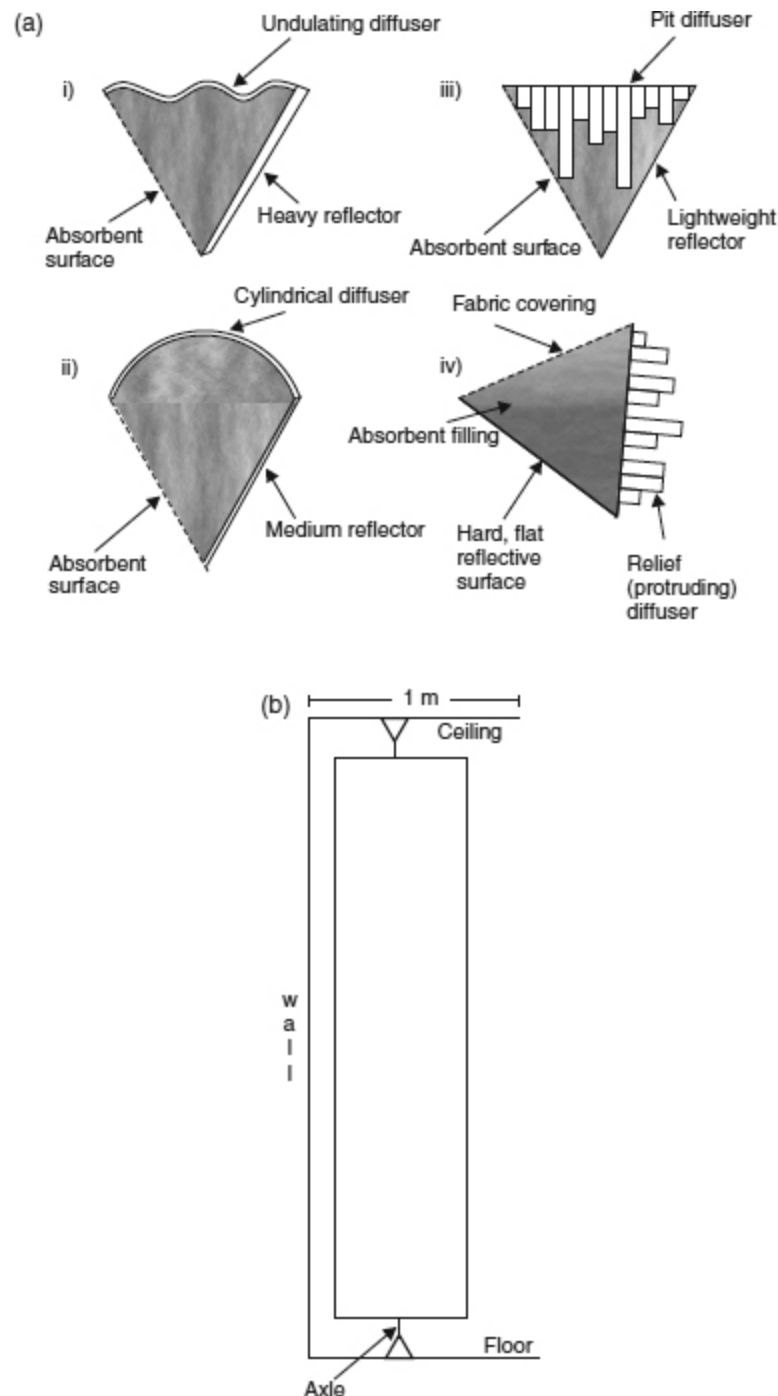 (a)
Undulating diffuser
i)
Heavy reflector
Absorbent
surface
Pit diffuser
iii)
Absorbent surface
Lightweight
reflector
Cylindrical diffuser
ii)
Medium reflector
Absorbent
surface
Fabric covering
iv)
Absorbent filling
Hard, flat
reflective
surface
Relief
(protruding)
diffuser
(b)
1 m
Ceiling
w
a
l
l
Floor
Axle